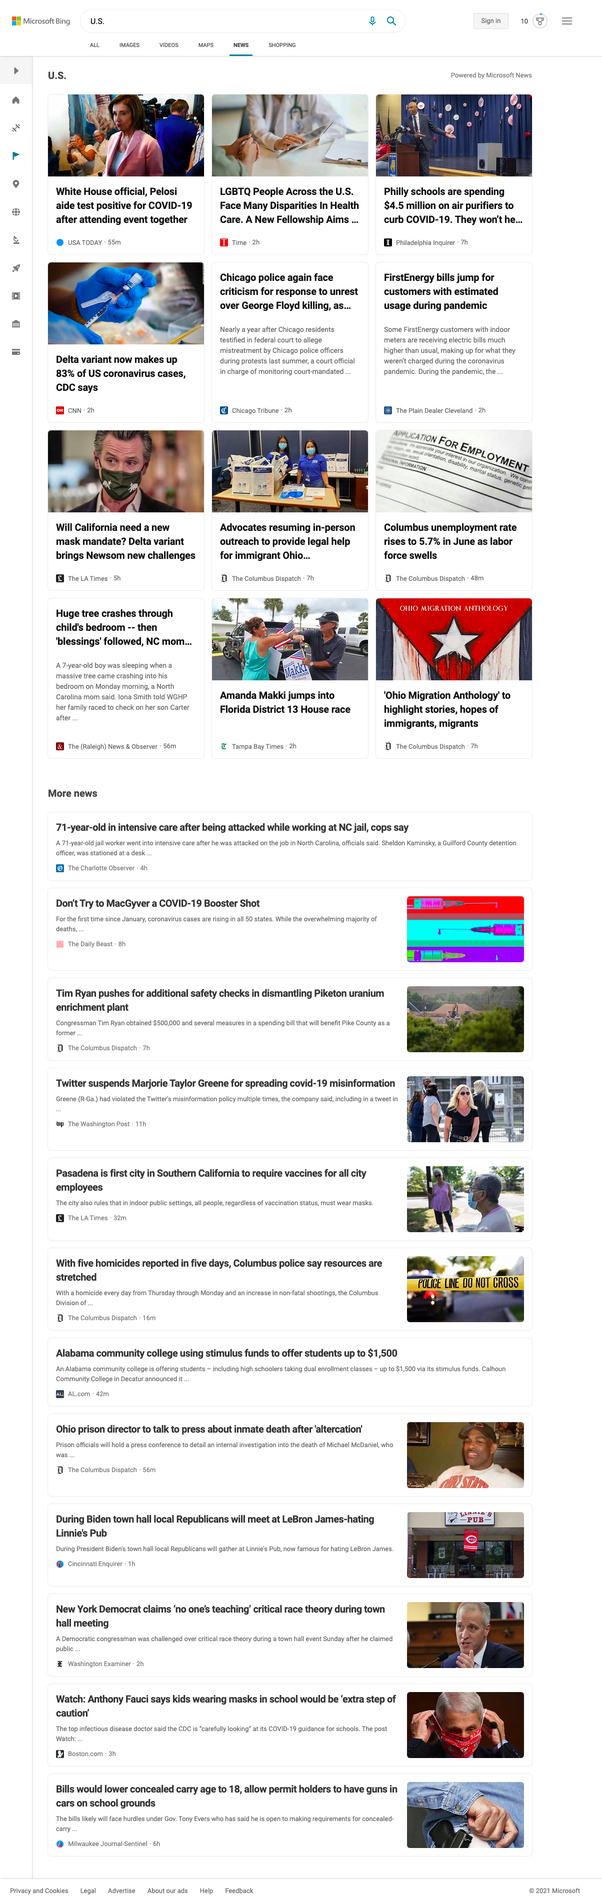 Microsoft Bing
U.S.
Sign in
10
ALL
IMAGES
VIDEOS
MAPS
NEWS
SHOPPING
U.S.
Powered by Microsoft News
White House official, Pelosi
aide test positive for COVID-19
after attending event together
USA TODAY · 55m
LGBTQ People Across the U.S.
Face Many Disparities In Health
Care. A New Fellowship Aims ...
Time · 2h
Philly schools are spending
$4.5 million on air purifiers to
curb COVID-19. They won't he...
Philadelphia Inquirer · 7h
Delta variant now makes up
83% of US coronavirus cases,
CDC says
CNN · 2h
Chicago police again face
criticism for response to unrest
over George Floyd killing, as...
Nearly a year after Chicago residents
testified in federal court to allege
mistreatment by Chicago police officers
during protests last summer, a court official
in charge of monitoring court-mandated ...
Chicago Tribune · 2h
FirstEnergy bills jump for
customers with estimated
usage during pandemic
Some FirstEnergy customers with indoor
meters are receiving electric bills much
higher than usual, making up for what they
weren't charged during the coronavirus
pandemic. During the pandemic, the ...
The Plain Dealer Cleveland · 2h
Will California need a new
mask mandate? Delta variant
brings Newsom new challenges
The LA Times · 5h
Advocates resuming in-person
outreach to provide legal help
for immigrant Ohio...
The Columbus Dispatch · 7h
APPLICATION FOR EMPLOYMENT
Columbus unemployment rate
rises to 5.7% in June as labor
force swells
The Columbus Dispatch · 48m
Huge tree crashes through
child's bedroom -- then
'blessings' followed, NC mom...
A 7-year-old boy was sleeping when a
massive tree came crashing into his
bedroom on Monday morning, a North
Carolina mom said. Iona Smith told WGHP
her family raced to check on her son Carter
after ...
The (Raleigh) News & Observer · 56m
Makki
Amanda Makki jumps into
Florida District 13 House race
Tampa Bay Times · 2h
OHIO MIGRATION ANTHOLOGY
'Ohio Migration Anthology' to
highlight stories, hopes of
immigrants, migrants
The Columbus Dispatch · 7h
More news
71-year-old in intensive care after being attacked while working at NC jail, cops say
A 71-year-old jail worker went into intensive care after he was attacked on the job in North Carolina, officials said. Sheldon Kaminsky, a Guilford County detention
officer, was stationed at a desk ...
The Charlotte Observer · 4h
Don't Try to MacGyver a COVID-19 Booster Shot
For the first time since January, coronavirus cases are rising in all 50 states. While the overwhelming majority of
deaths, ...
The Daily Beast · 8h
Tim Ryan pushes for additional safety checks in dismantling Piketon uranium
enrichment plant
Congressman Tim Ryan obtained $500,000 and several measures in a spending bill that will benefit Pike County as a
former ...
The Columbus Dispatch · 7h
Twitter suspends Marjorie Taylor Greene for spreading covid-19 misinformation
Greene (R-Ga.) had violated the Twitter's misinformation policy multiple times, the company said, including in a tweet in
...
The Washington Post · 11h
Pasadena is first city in Southern California to require vaccines for all city
employees
The city also rules that in indoor public settings, all people, regardless of vaccination status, must wear masks.
The LA Times · 32m
With five homicides reported in five days, Columbus police say resources are
stretched
With a homicide every day from Thursday through Monday and an increase in non-fatal shootings, the Columbus
Division of ...
The Columbus Dispatch · 16m
POLICE LINE DO NOT CROSS
Alabama community college using stimulus funds to offer students up to $1,500
An Alabama community college is offering students – including high schoolers taking dual enrollment classes – up to $1,500 via its stimulus funds. Calhoun
Community College in Decatur announced it ...
AL.com · 42m
Ohio prison director to talk to press about inmate death after 'altercation'
Prison officials will hold a press conference to detail an internal investigation into the death of Michael McDaniel, who
was ...
The Columbus Dispatch · 56m
During Biden town hall local Republicans will meet at LeBron James-hating
Linnie's Pub
During President Biden's town hall local Republicans will gather at Linnie's Pub, now famous for hating LeBron James.
Cincinnati Enquirer · 1h
PUB
New York Democrat claims 'no one's teaching' critical race theory during town
hall meeting
A Democratic congressman was challenged over critical race theory during a town hall event Sunday after he claimed
public ...
Washington Examiner · 2h
Watch: Anthony Fauci says kids wearing masks in school would be 'extra step of
caution'
The top infectious disease doctor said the CDC is "carefully looking" at its COVID-19 guidance for schools. The post
Watch: ...
Boston.com · 3h
Bills would lower concealed carry age to 18, allow permit holders to have guns in
cars on school grounds
The bills likely will face hurdles under Gov. Tony Evers who has said he is open to making requirements for concealed-
carry ...
Milwaukee Journal-Sentinel · 6h
Privacy and Cookies
Legal
Advertise
About our ads
Help
Feedback
© 2021 Microsoft